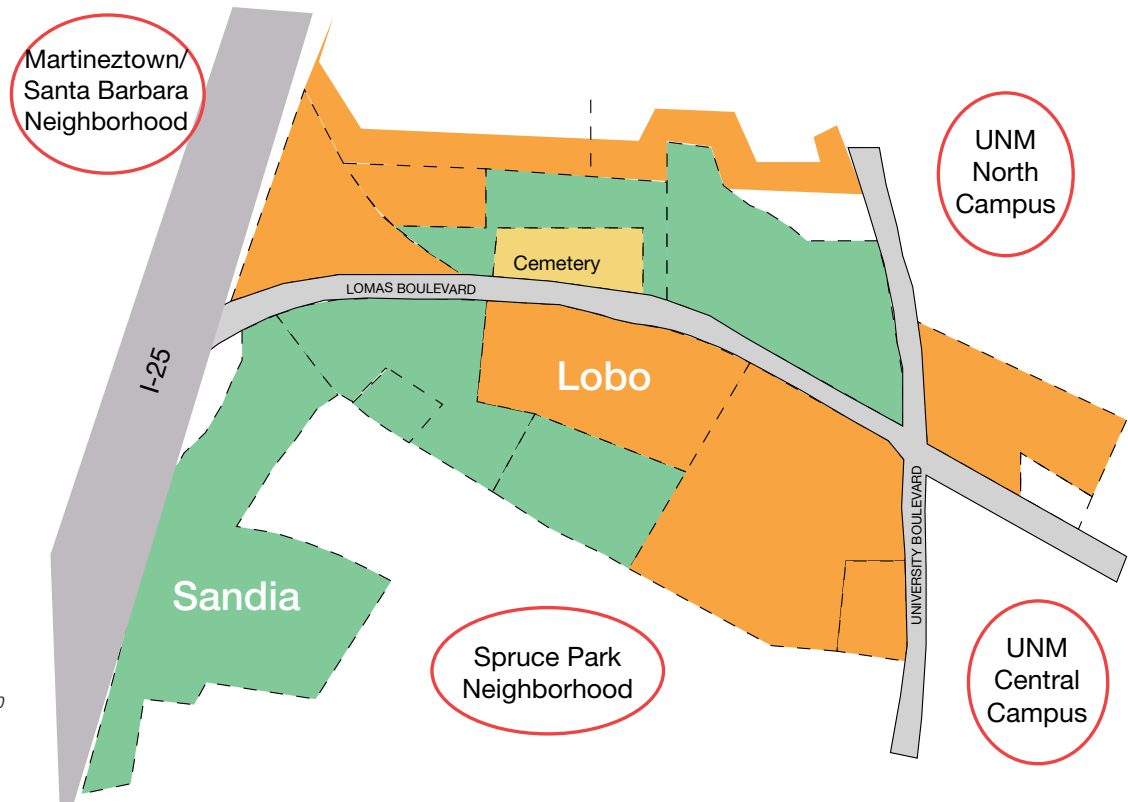 Martineztown/
Santa Barbara
Neighborhood
UNM
North
Campus
Cemetery
LOMAS BOULEVARD
I-25
Lobo
UNIVERSITY BOULEVARD
Sandia
Spruce Park
Neighborhood
UNM
Central
Campus